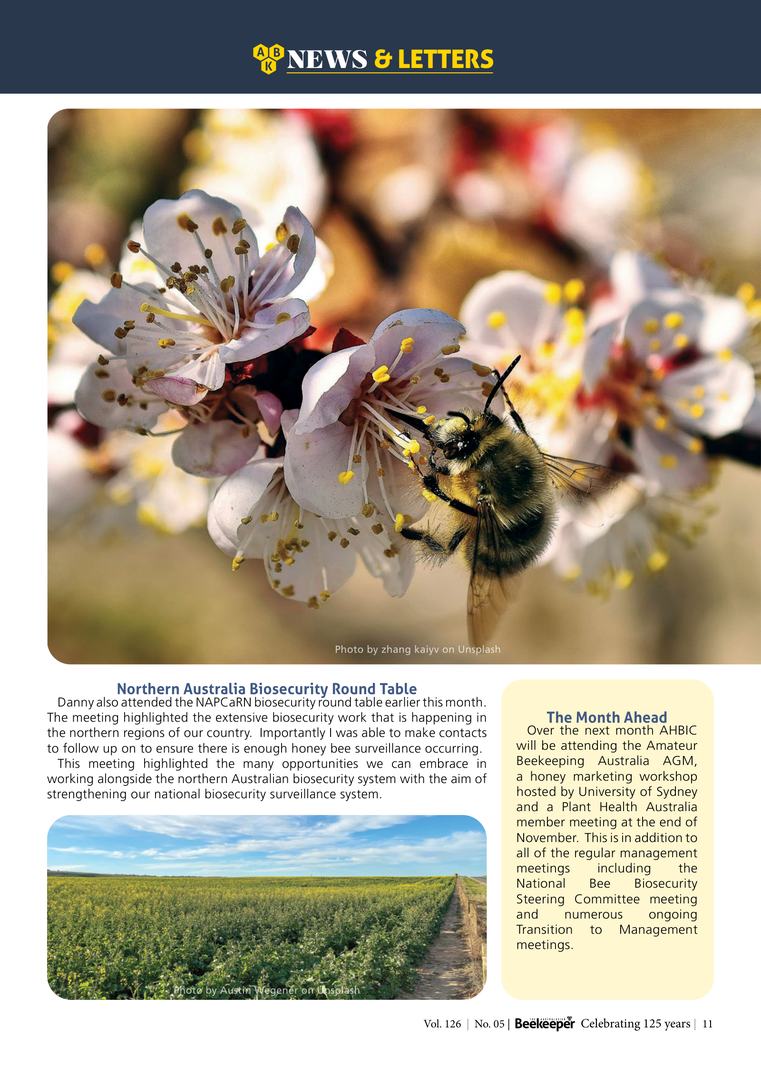 A B K NEWS & LETTERS
Photo by zhang kaiyv on Unsplash
Northern Australia Biosecurity Round Table
Danny also attended the NAPCaRN biosecurity round table earlier this month.
The meeting highlighted the extensive biosecurity work that is happening in
the northern regions of our country. Importantly I was able to make contacts
to follow up on to ensure there is enough honey bee surveillance occurring.
This meeting highlighted the many opportunities we can embrace in
working alongside the northern Australian biosecurity system with the aim of
strengthening our national biosecurity surveillance system.
Photo by Austin Wegener on Unsplash
The Month Ahead
Over the next month AHBIC
will be attending the Amateur
Beekeeping Australia AGM,
a honey marketing workshop
hosted by University of Sydney
and a Plant Health Australia
member meeting at the end of
November. This is in addition to
all of the regular management
meetings including the
National Bee Biosecurity
Steering Committee meeting
and numerous ongoing
Transition to Management
meetings.
Vol. 126 | No. 05 | Beekeeper Celebrating 125 years | 11